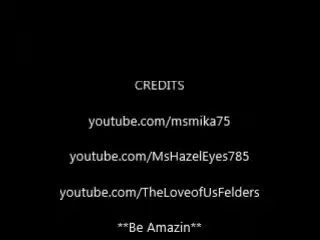 CREDITS
youtube.com/msmika75
youtube.com/MsHazelEyes785
youtube.com/TheLoveofUsFelders
**Be Amazin**